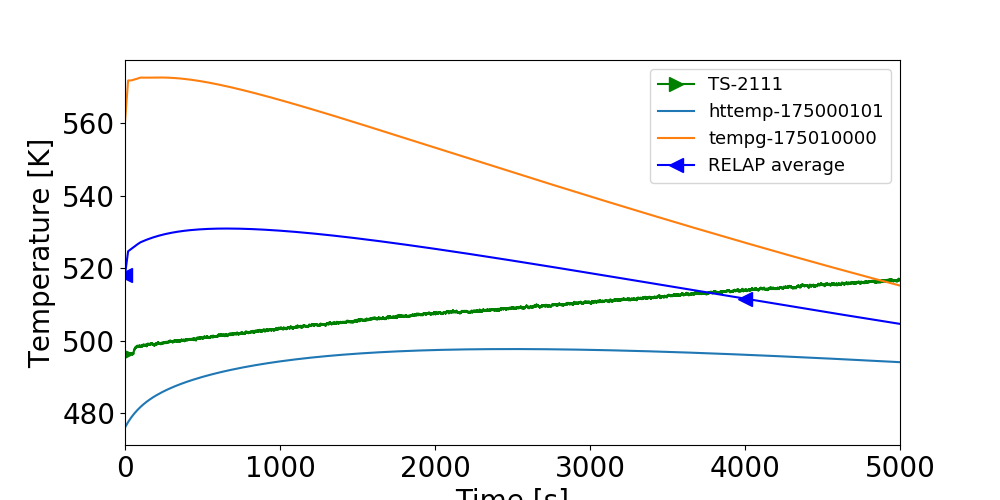 TS-2111
httemp-175000101
tempg-175010000
RELAP average
Temperature [K]
560
540
520
500
480
0 1000 2000 3000 4000 5000
Time [s]